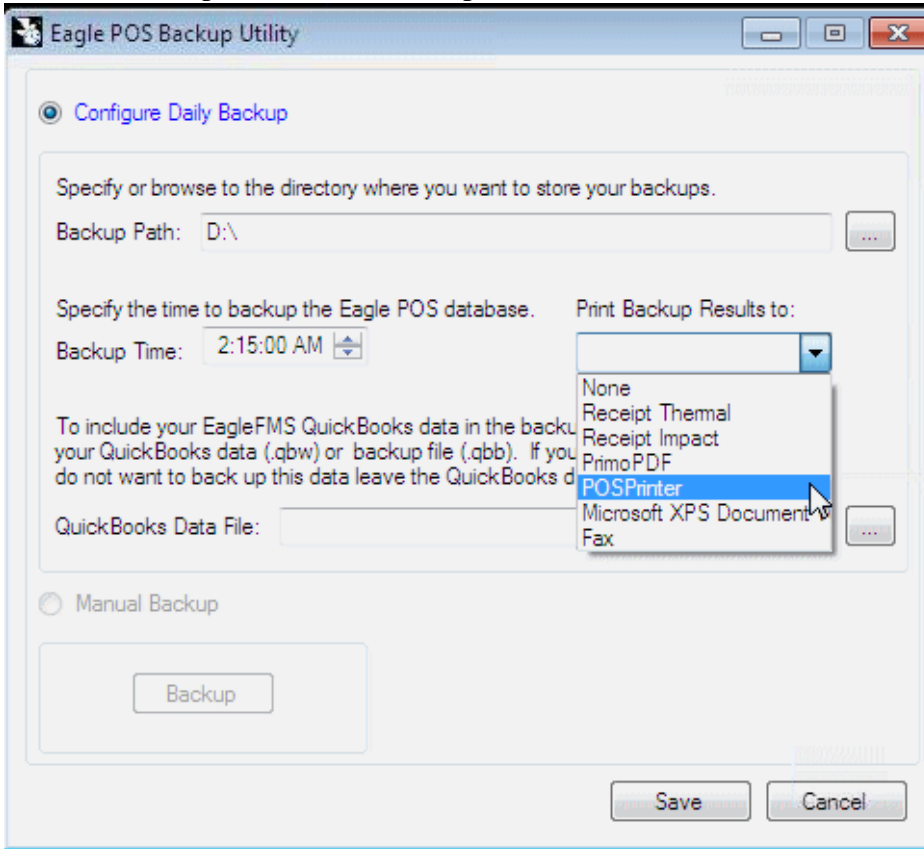 Eagle POS Backup Utility
Configure Daily Backup
Specify or browse to the directory where you want to store your backups.
Backup Path: D:\
...
Specify the time to backup the Eagle POS database.
Print Backup Results to:
Backup Time: 2:15:00 AM
None
Receipt Thermal
Receipt Impact
PrimoPDF
POSPrinter
Microsoft XPS Document
Fax
To include your EagleFMS QuickBooks data in the backu
your QuickBooks data (.qbw) or backup file (.qbb). If you
do not want to back up this data leave the QuickBooks d
QuickBooks Data File:
...
Manual Backup
Backup
Save
Cancel